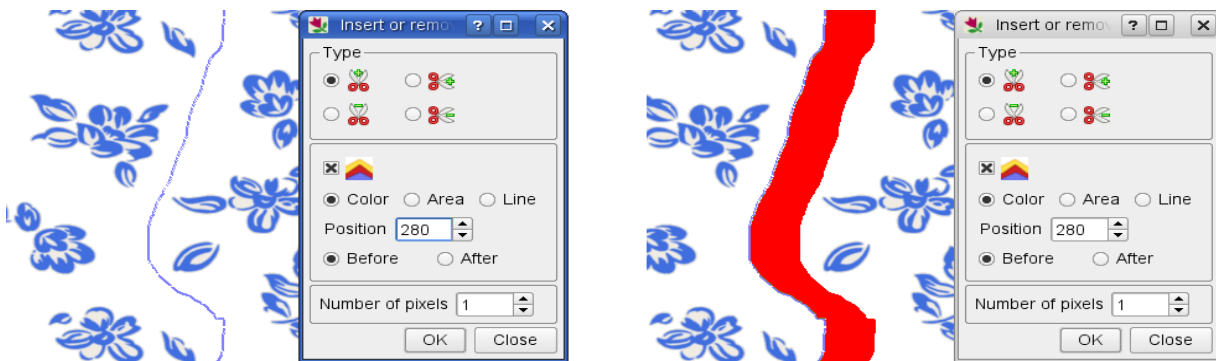 Insert or remov
Type
Color Area Line
Position 280
Before After
Number of pixels 1
OK Close
Insert or remov
Type
Color Area Line
Position 280
Before After
Number of pixels 1
OK Close